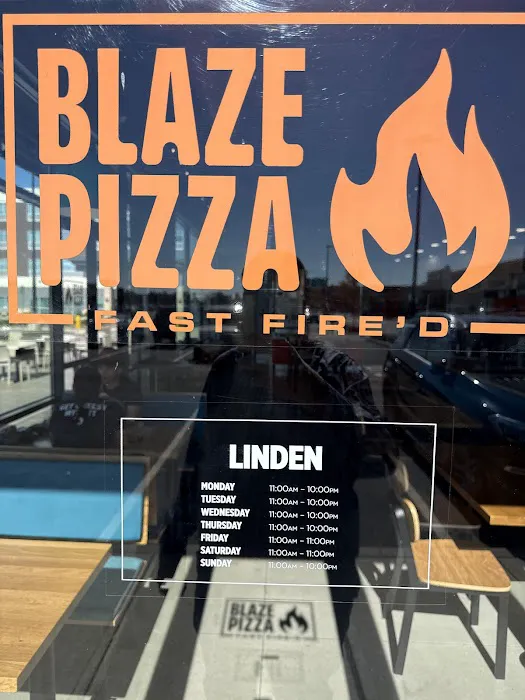 BLAZE
PIZZA
FAST FIRE'D
LINDEN
MONDAY 11:00AM – 10:00PM
TUESDAY 11:00AM – 10:00PM
WEDNESDAY 11:00AM – 10:00PM
THURSDAY 11:00AM – 10:00PM
FRIDAY 11:00AM – 11:00PM
SATURDAY 11:00AM – 11:00PM
SUNDAY 11:00AM – 10:00PM
BLAZE
PIZZA
FAST FIRE'D